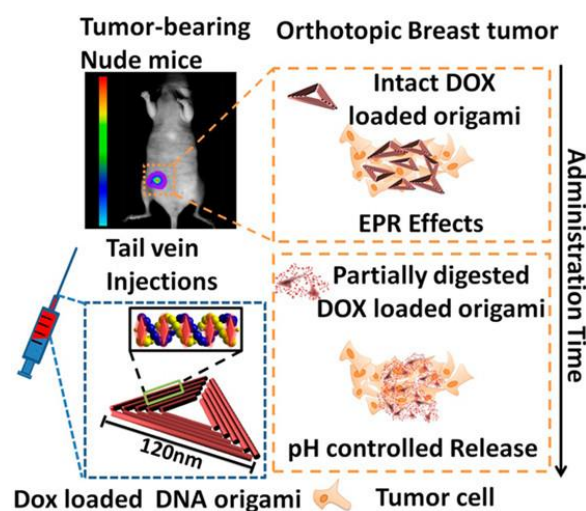 Tumor-bearing
Nude mice
Orthotopic Breast tumor
Intact DOX
loaded origami
EPR Effects
Tail vein
Injections
Partially digested
DOX loaded origami
pH controlled Release
120nm
Dox loaded DNA origami
Tumor cell
Administration Time